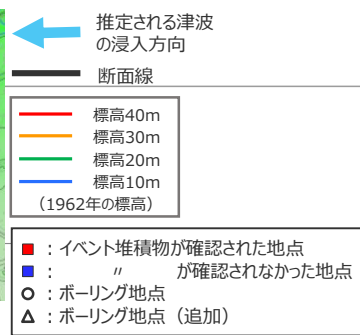 推定される津波
の浸入方向
断面線
標高40m
標高30m
標高20m
標高10m
（1962年の標高）
■：イベント堆積物が確認された地点
■：　〃　が確認されなかった地点
○：ボーリング地点
△：ボーリング地点（追加）